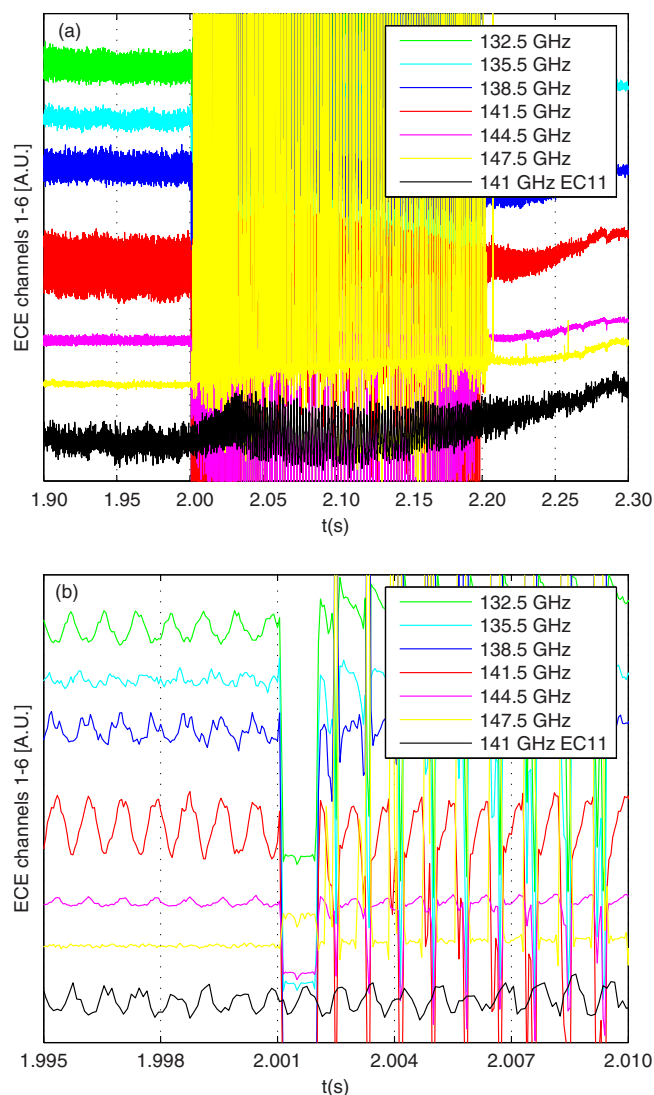 (a)
132.5 GHz
135.5 GHz
138.5 GHz
141.5 GHz
144.5 GHz
147.5 GHz
141 GHz EC11
ECE channels 1-6 [A.U.]
1.90 1.95 2.00 2.05 2.10 2.15 2.20 2.25 2.30
t(s)
(b)
132.5 GHz
135.5 GHz
138.5 GHz
141.5 GHz
144.5 GHz
147.5 GHz
141 GHz EC11
ECE channels 1-6 [A.U.]
1.995 1.998 2.001 2.004 2.007 2.010
t(s)